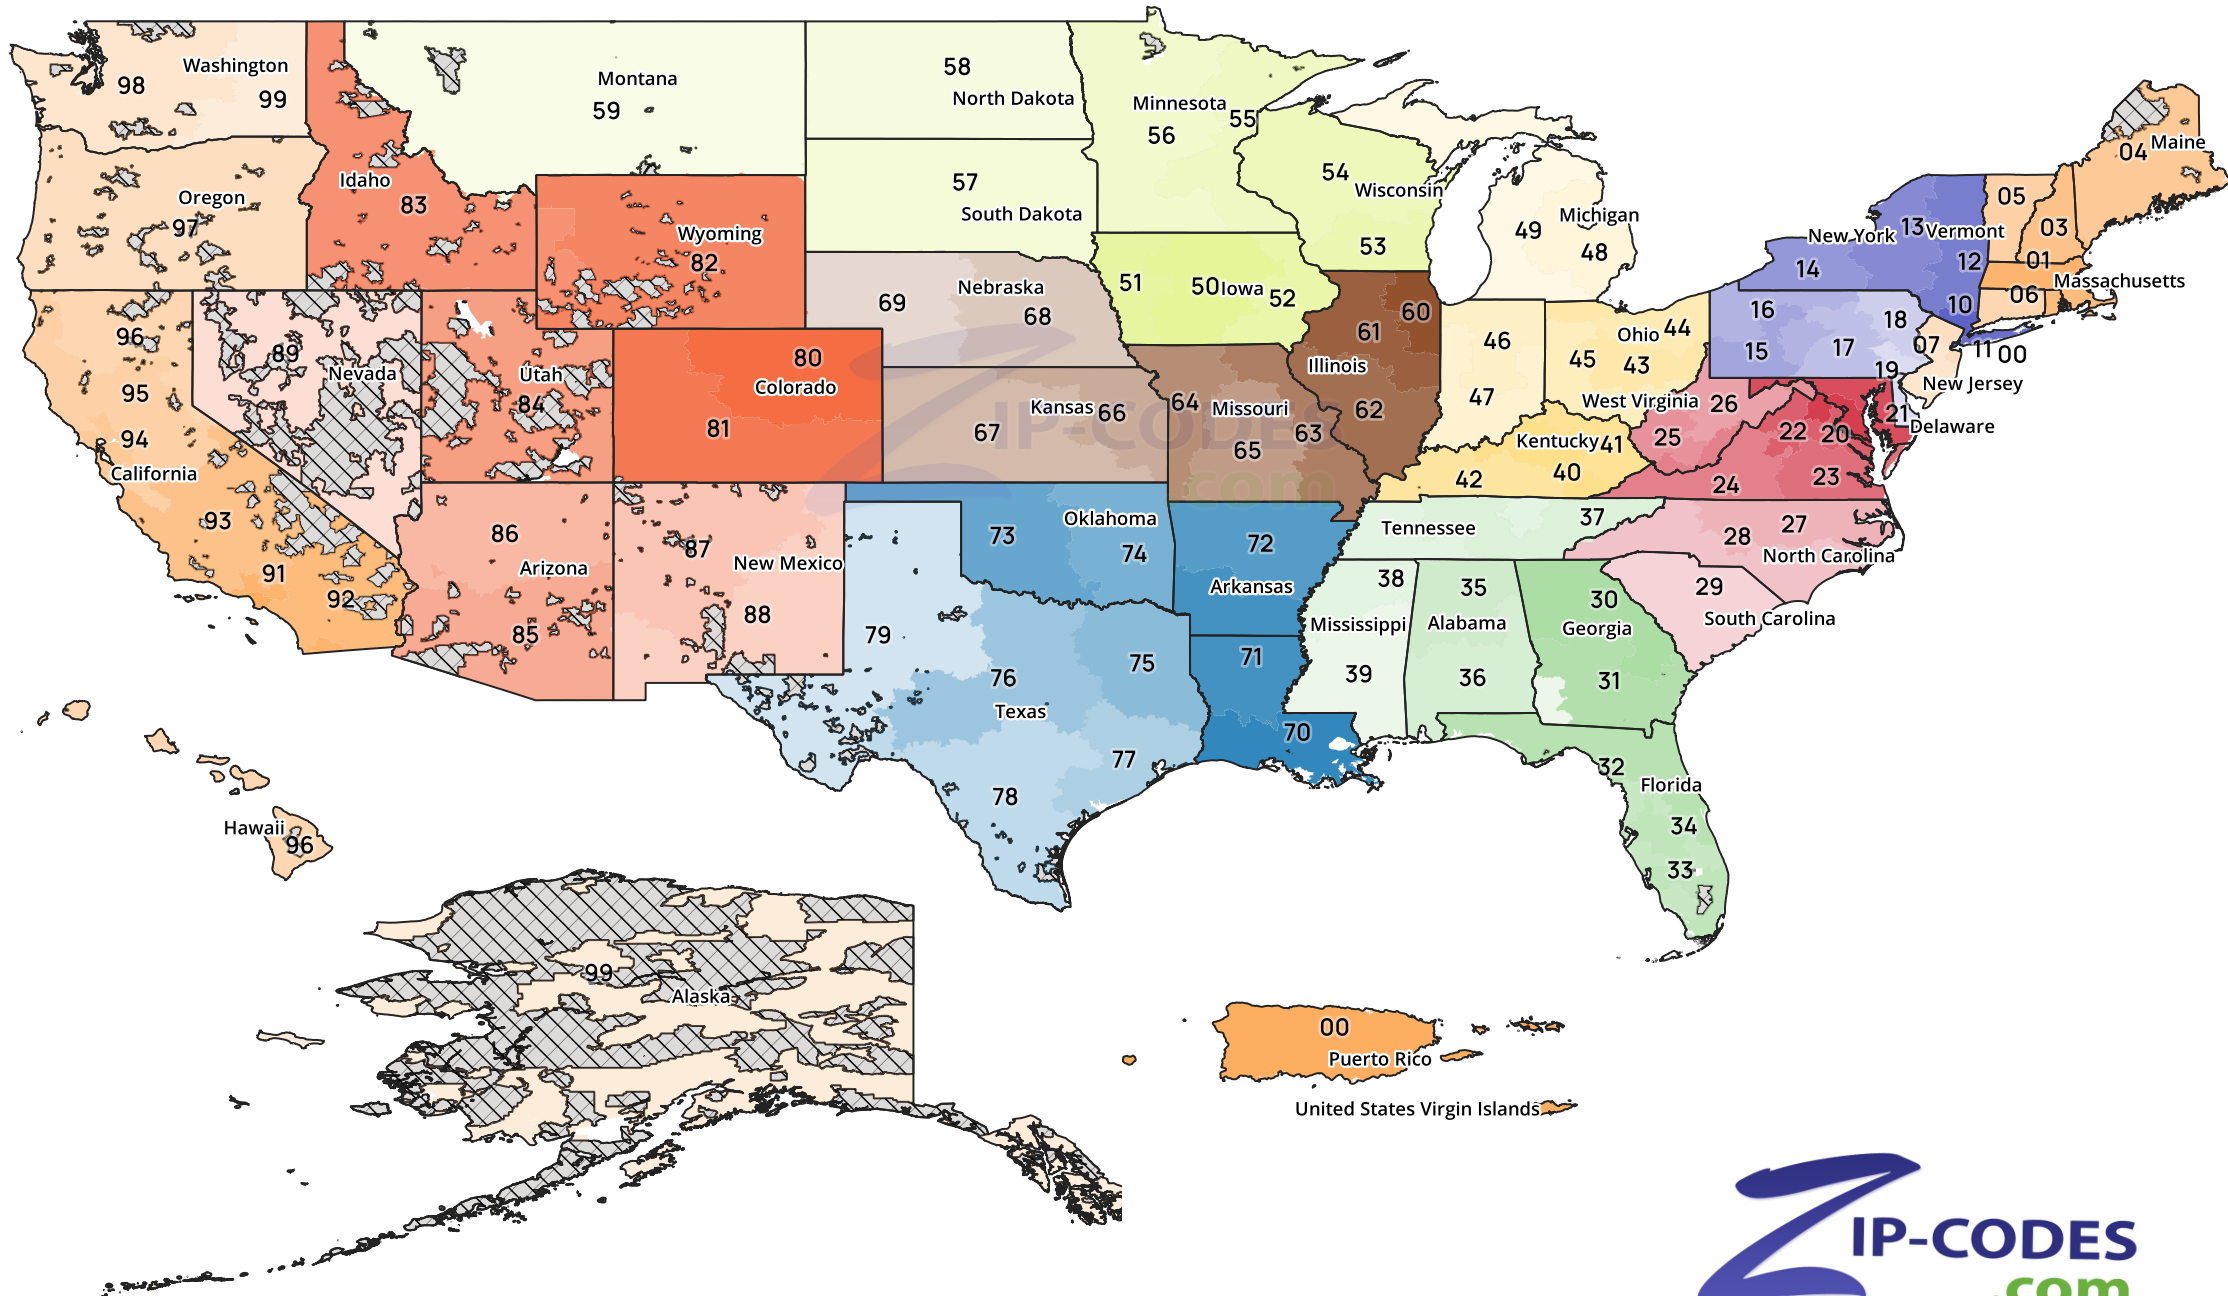 Washington
98
99
Montana
59
58
North Dakota
Minnesota
56
55
Maine
04
Oregon
97
Idaho
83
Wyoming
82
57
South Dakota
54
Wisconsin
53
Michigan
49
48
New York
13
Vermont
05
03
14
12
01
Massachusetts
10
06
96
95
94
California
89
Nevada
Utah
84
80
Colorado
81
Nebraska
69
68
51
50
Iowa
52
60
61
Illinois
62
46
47
Ohio
44
45
43
16
18
15
17
19
07
11
00
New Jersey
Kansas
66
67
64
Missouri
63
65
ZIP-CODES
.com
West Virginia
26
25
22
20
21
Delaware
Kentucky
41
42
40
24
23
93
91
92
86
Arizona
85
87
New Mexico
88
73
Oklahoma
74
72
Arkansas
Tennessee
37
28
27
North Carolina
79
76
75
Texas
77
78
71
70
38
Mississippi
39
35
Alabama
36
30
Georgia
31
29
South Carolina
32
Florida
34
33
Hawaii
96
99
Alaska
00
Puerto Rico
United States Virgin Islands
ZIP-CODES
.com